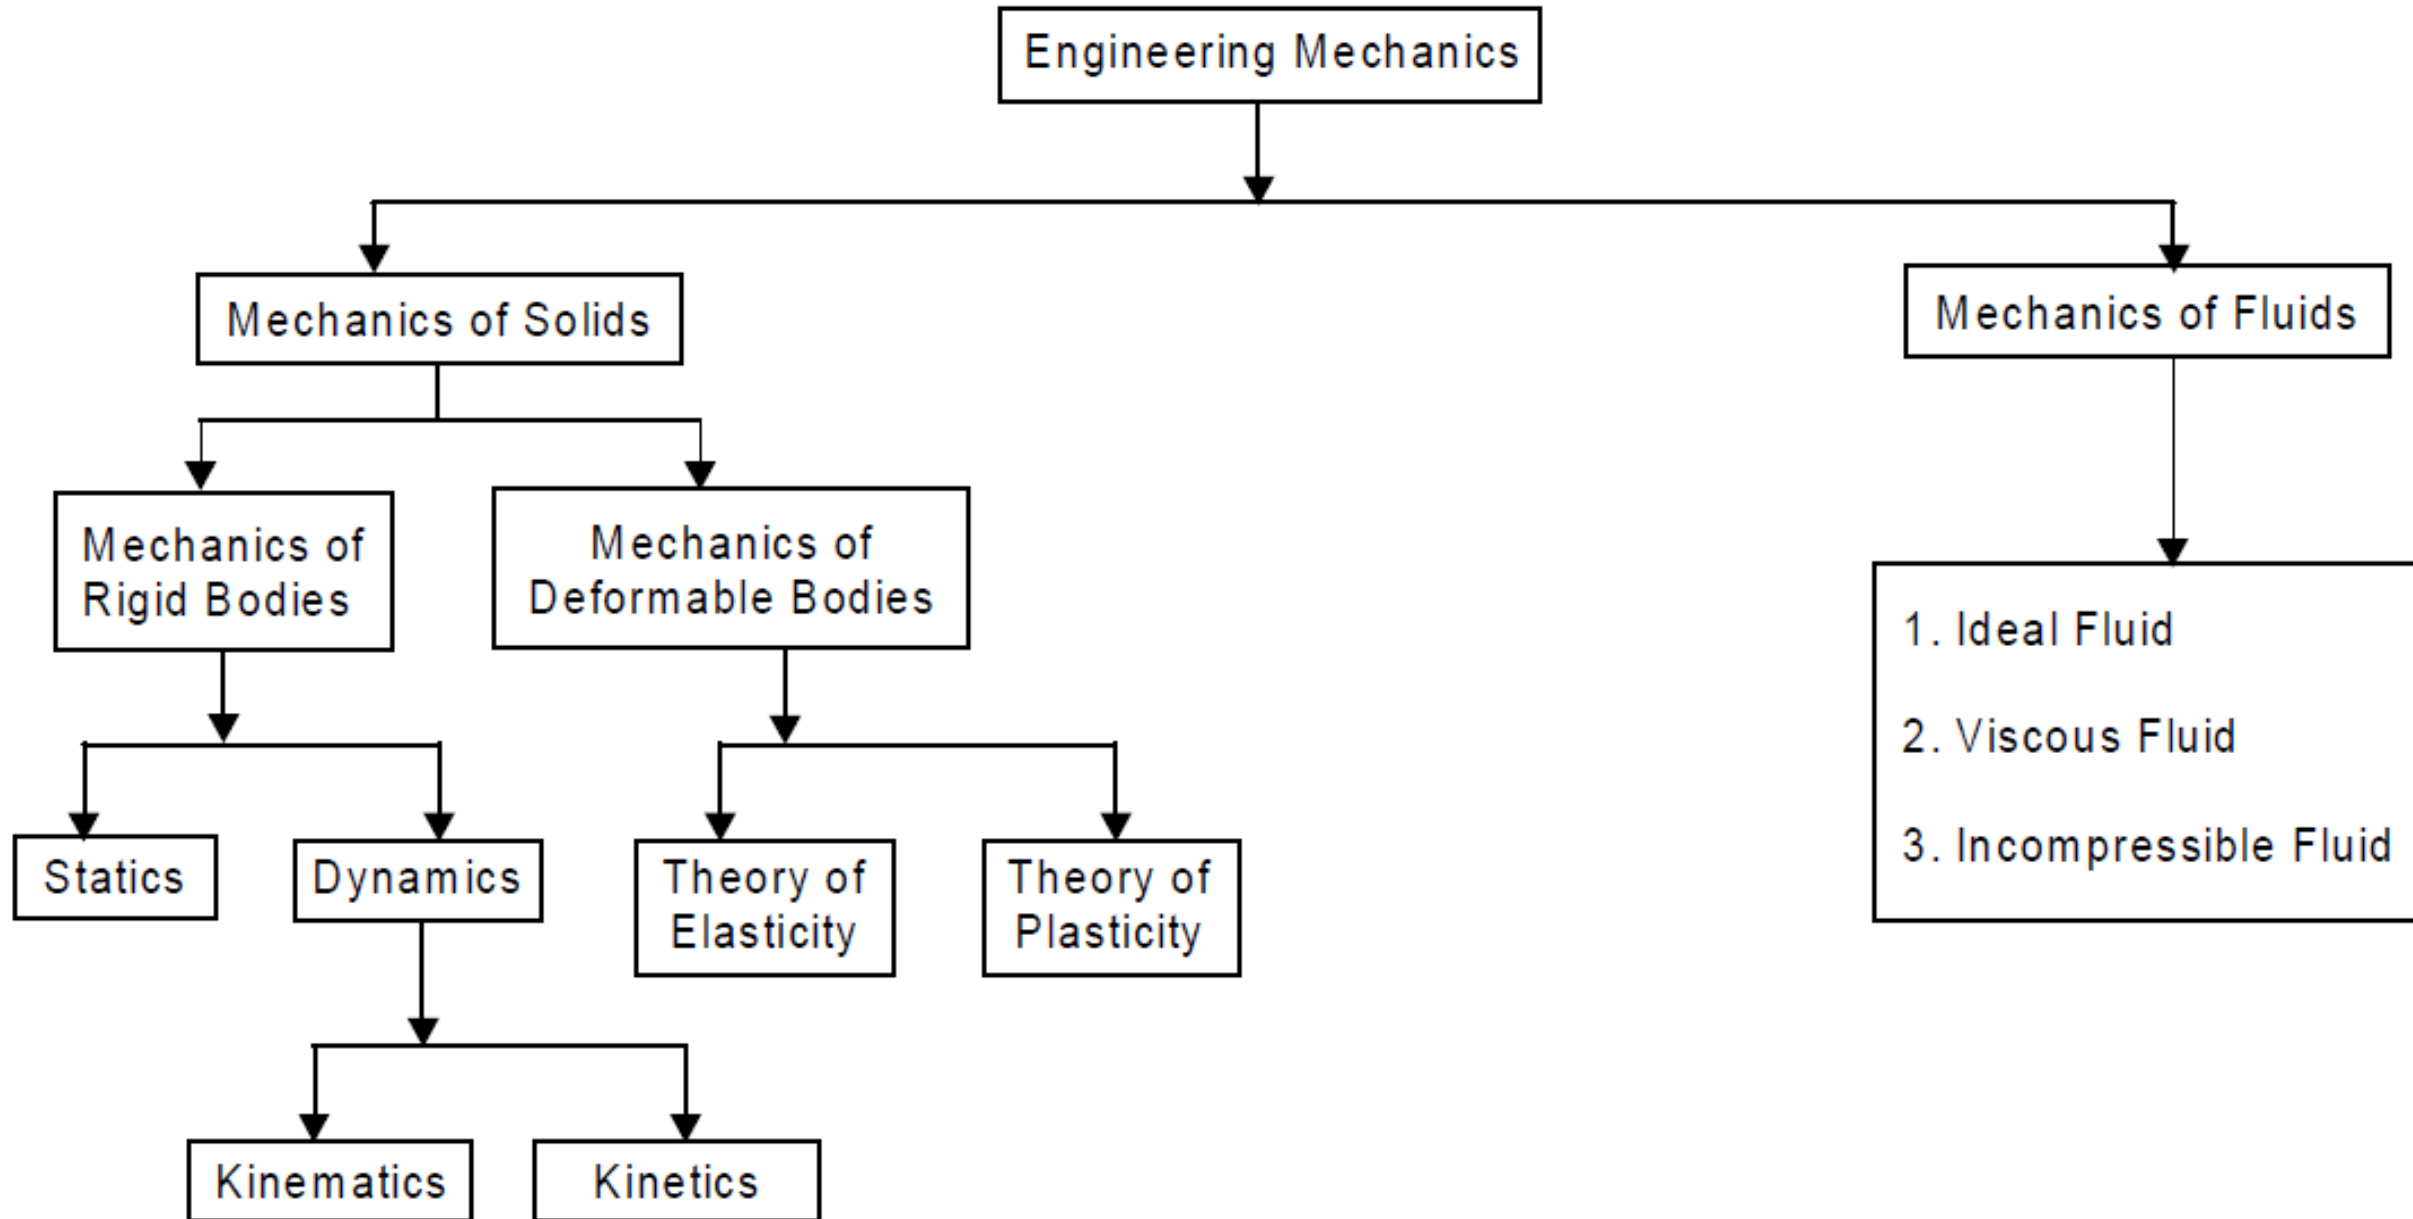 Engineering Mechanics
Mechanics of Solids
Mechanics of Fluids
Mechanics of
Rigid Bodies
Mechanics of
Deformable Bodies
1. Ideal Fluid
2. Viscous Fluid
3. Incompressible Fluid
Statics
Dynamics
Theory of
Elasticity
Theory of
Plasticity
Kinematics
Kinetics